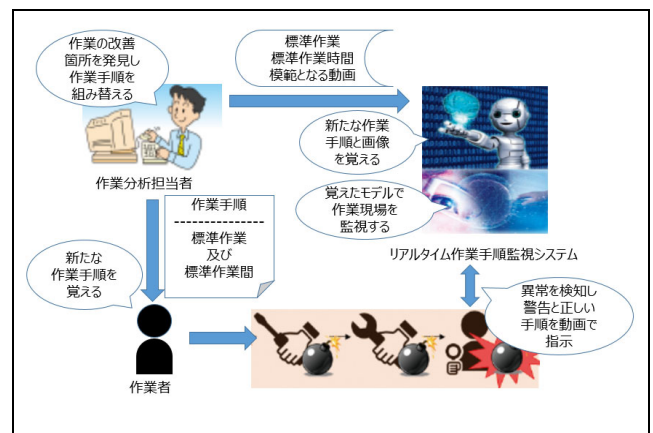 作業の改善
箇所を発見し
作業手順を
組み替える
標準作業
標準作業時間
模範となる動画
新たな作業
手順と画像
を覚える
作業分析担当者
覚えたモデルで
作業現場を
監視する
作業手順
----------------
標準作業
及び
標準作業間
リアルタイム作業手順監視システム
新たな
作業手順を
覚える
異常を検知し
警告と正しい
手順を動画で
指示
作業者